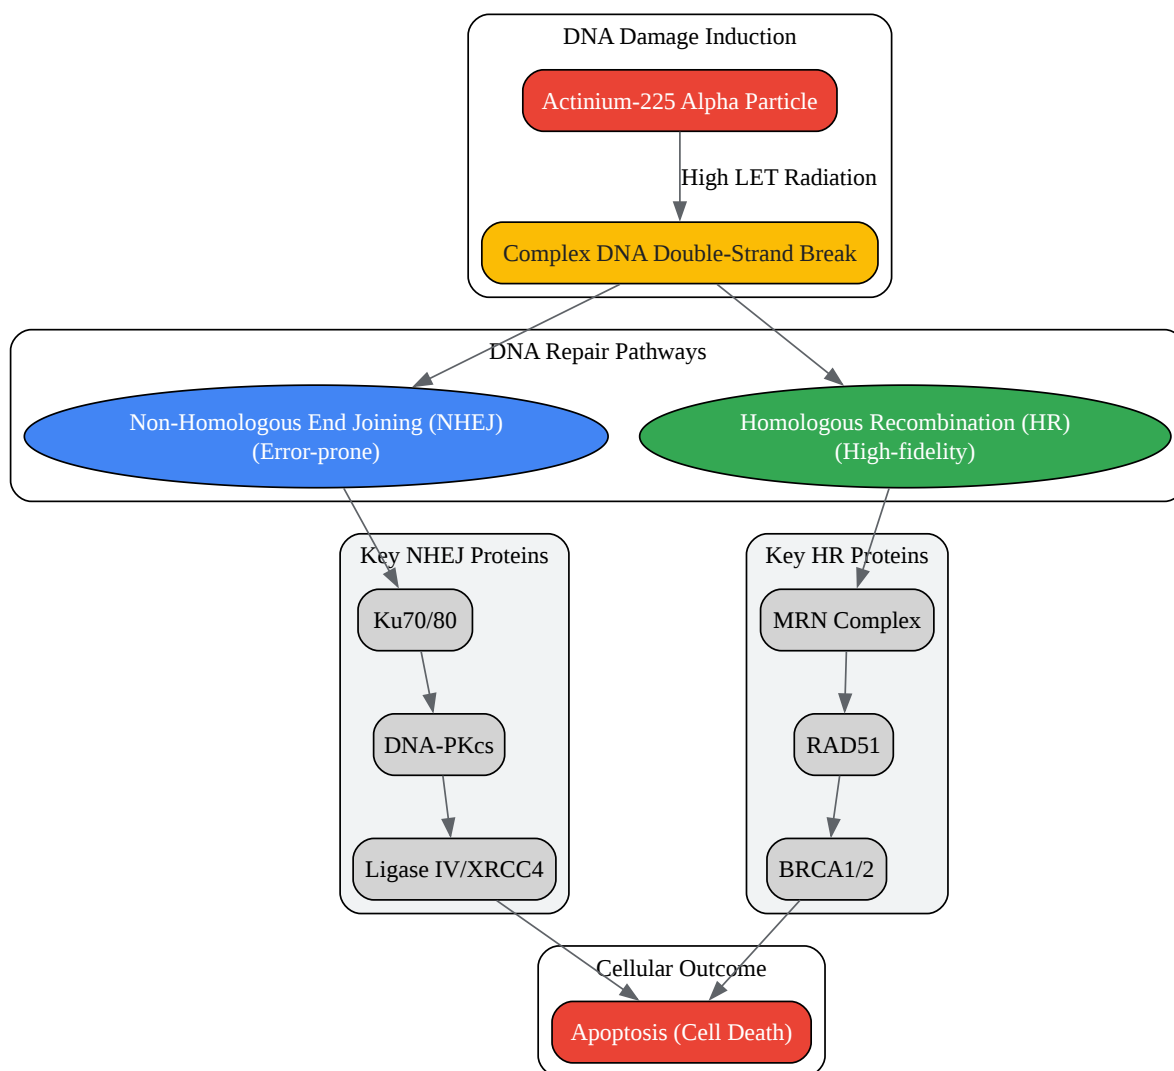 DNA Damage Induction
Actinium-225 Alpha Particle
High LET Radiation
Complex DNA Double-Strand Break
DNA Repair Pathways
Non-Homologous End Joining (NHEJ)
(Error-prone)
Homologous Recombination (HR)
(High-fidelity)
Key NHEJ Proteins
Ku70/80
DNA-PKcs
Ligase IV/XRCC4
Key HR Proteins
MRN Complex
RAD51
BRCA1/2
Cellular Outcome
Apoptosis (Cell Death)